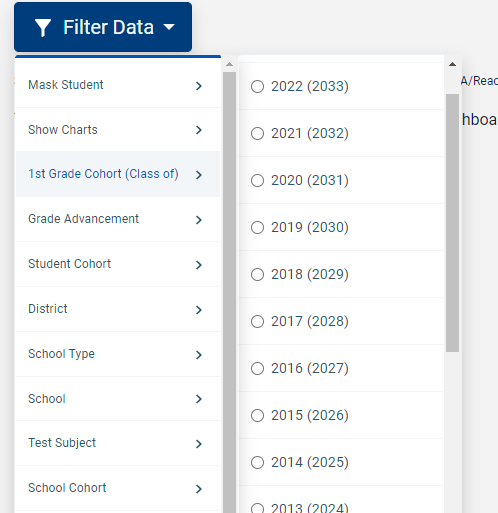 Filter Data
Mask Student
Show Charts
1st Grade Cohort (Class of)
Grade Advancement
Student Cohort
District
School Type
School
Test Subject
School Cohort
2022 (2033)
2021 (2032)
2020 (2031)
2019 (2030)
2018 (2029)
2017 (2028)
2016 (2027)
2015 (2026)
2014 (2025)
2013 (2024)
A/Read
hboa